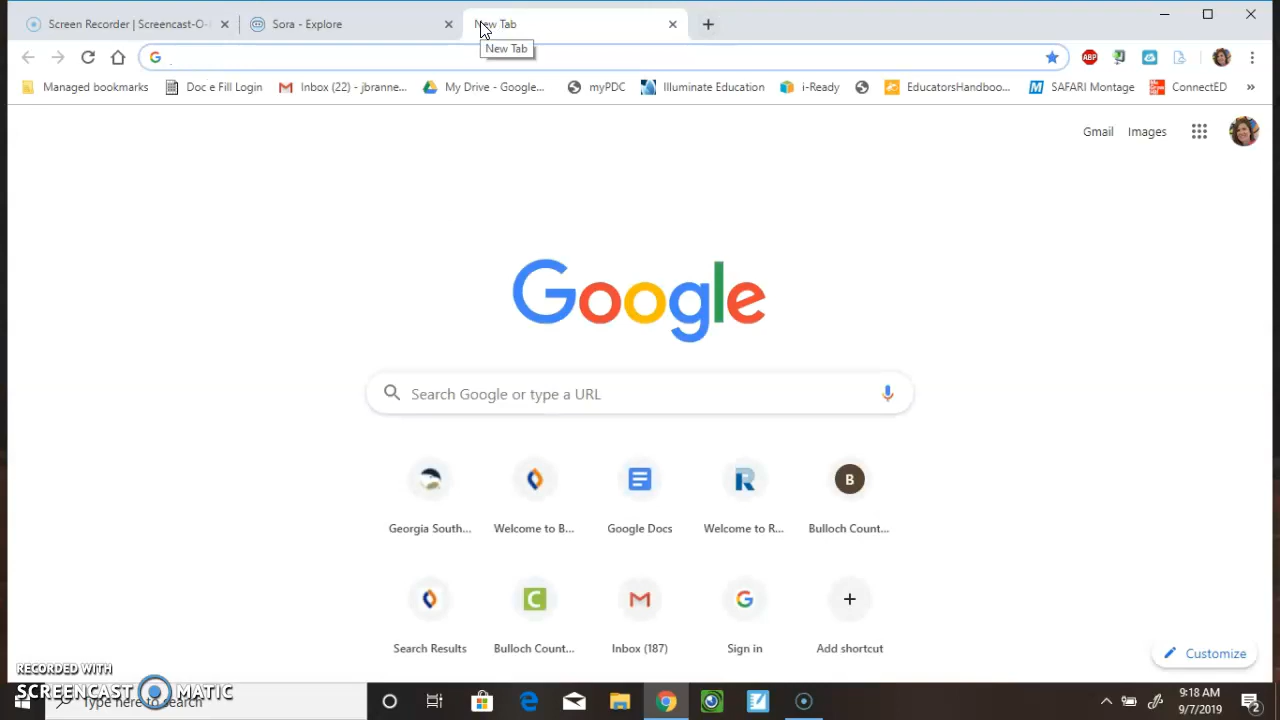 Screen Recorder | Screencast-O-
Sora - Explore
New Tab
New Tab
ABP
Managed bookmarks
Doc e Fill Login
Inbox (22) - jbranne...
My Drive - Google...
myPDC
Illuminate Education
i-Ready
EducatorsHandboo...
SAFARI Montage
ConnectED
Gmail
Images
Google
Search Google or type a URL
Georgia South...
Welcome to B...
Google Docs
Welcome to R...
B
Bulloch Count...
Search Results
Bulloch Count...
Inbox (187)
Sign in
Add shortcut
Customize
RECORDED WITH
SCREENCAST MATIC
Type here to search
9:18 AM
9/7/2019
2